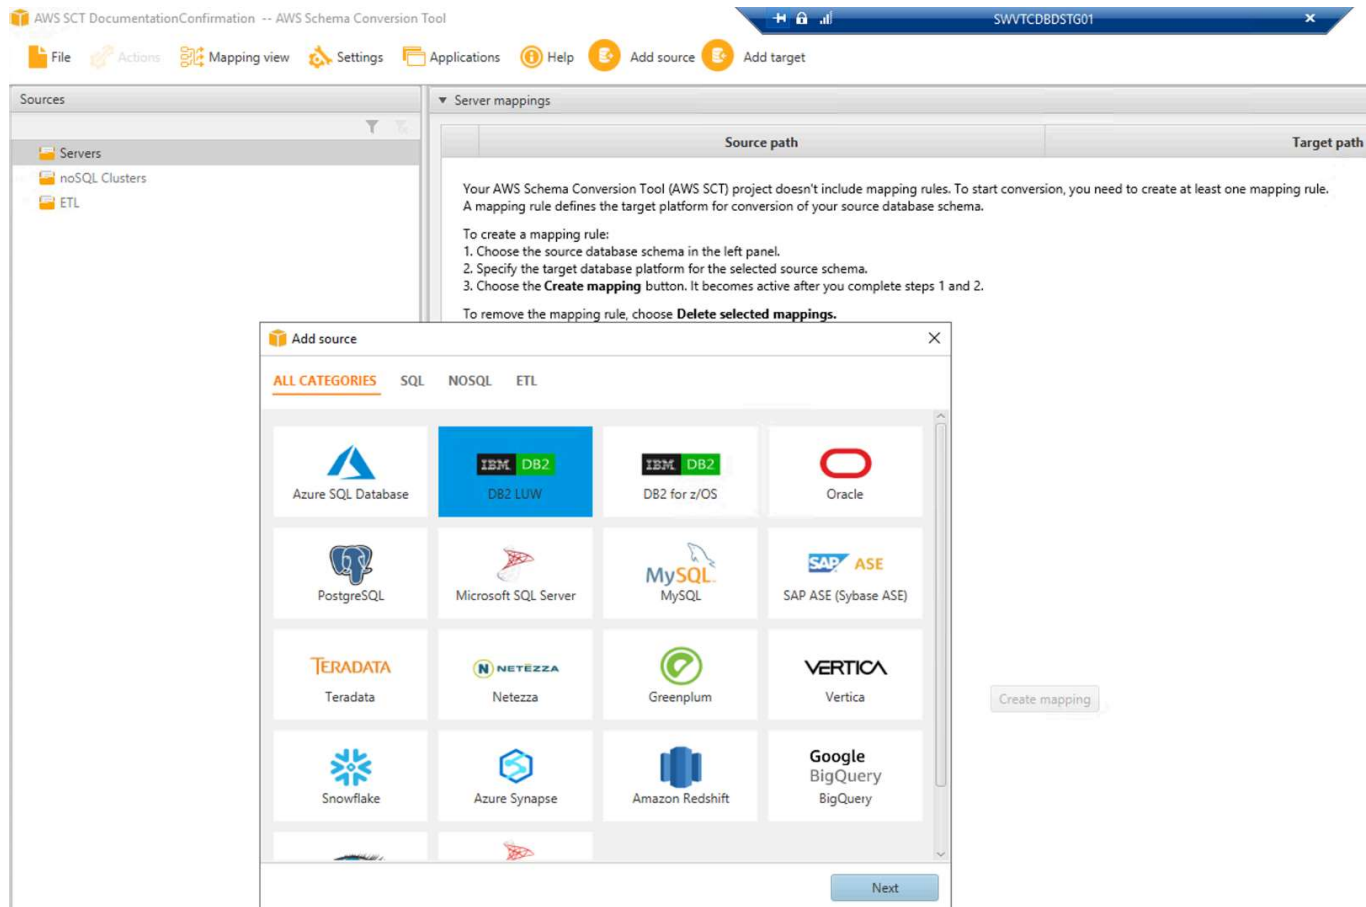 AWS SCT DocumentationConfirmation -- AWS Schema Conversion Tool
SWVTCDBDSTG01
File Actions Mapping view Settings Applications Help Add source Add target
Sources
Server mappings
Source path Target path
Servers
noSQL Clusters
ETL
Your AWS Schema Conversion Tool (AWS SCT) project doesn't include mapping rules. To start conversion, you need to create at least one mapping rule.
A mapping rule defines the target platform for conversion of your source database schema.
To create a mapping rule:
1. Choose the source database schema in the left panel.
2. Specify the target database platform for the selected source schema.
3. Choose the Create mapping button. It becomes active after you complete steps 1 and 2.
To remove the mapping rule, choose Delete selected mappings.
Add source
ALL CATEGORIES SQL NOSQL ETL
IBM DB2 IBM DB2
Azure SQL Database DB2 LUW DB2 for z/OS Oracle
MySQL SAP ASE
PostgreSQL Microsoft SQL Server MySQL SAP ASE (Sybase ASE)
TERADATA N NETEZZA VERTICA
Teradata Netezza Greenplum Vertica
Create mapping
Google
BigQuery
Snowflake Azure Synapse Amazon Redshift BigQuery
Next